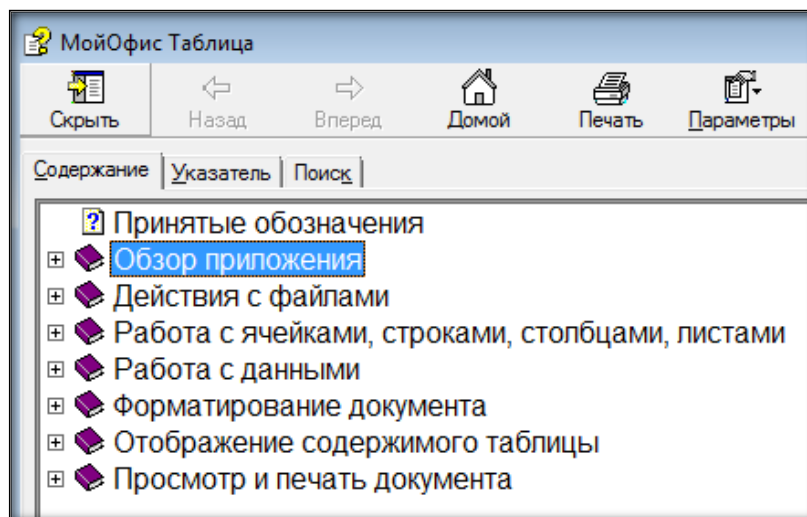 МойОфис Таблица
Скрыть Назад Вперед Домой Печать Параметры
Содержание Указатель Поиск
Принятые обозначения
Обзор приложения
Действия с файлами
Работа с ячейками, строками, столбцами, листами
Работа с данными
Форматирование документа
Отображение содержимого таблицы
Просмотр и печать документа